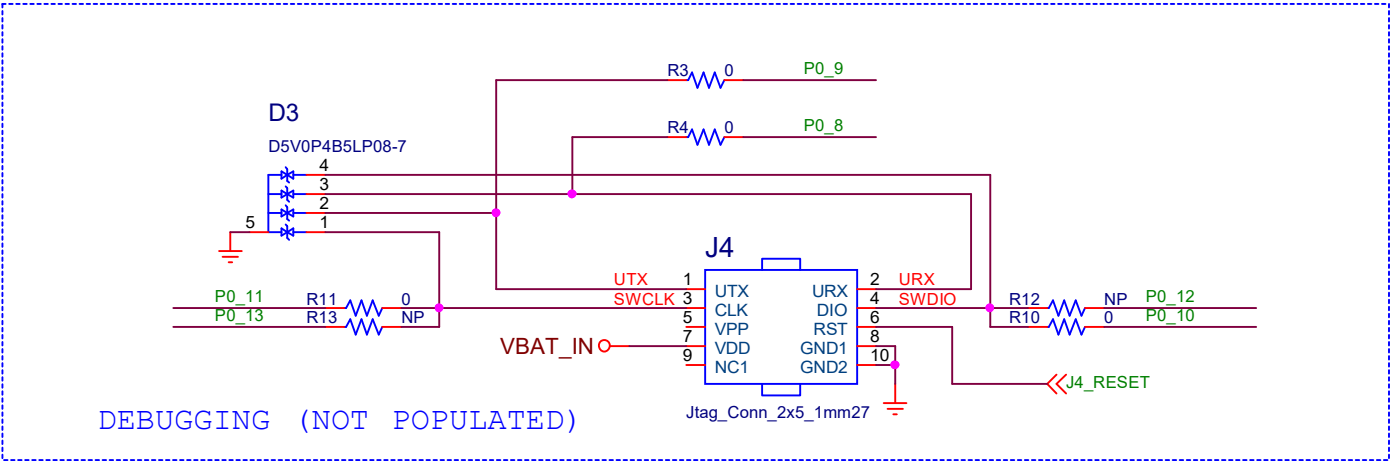 R3 0 P0_9
R4 0 P0_8
D3
D5V0P4B5LP08-7
4
3
2
5 1
J4
UTX 1 UTX URX 2 URX
SWCLK 3 CLK DIO 4 SWDIO
5 VPP RST 6
VBAT_IN 7 VDD GND1 8
9 NC1 GND2 10
P0_11 R11 0
P0_13 R13 NP
R12 NP P0_12
R10 0 P0_10
J4_RESET
Jtag_Conn_2x5_1mm27
DEBUGGING (NOT POPULATED)